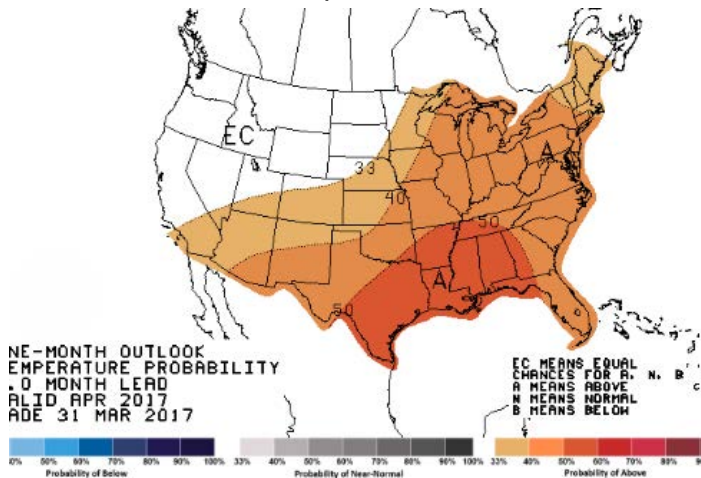 EC
33
40
A
50
A
50
NE-MONTH OUTLOOK
EMPERATURE PROBABILITY
.0 MONTH LEAD
ALID APR 2017
ADE 31 MAR 2017
EC MEANS EQUAL
CHANCES FOR A, N, B
A MEANS ABOVE
N MEANS NORMAL
B MEANS BELOW
0% 50% 60% 70% 80% 90% 100%
Probability of Below
33% 40% 50% 60% 70% 80% 90% 100%
Probability of Near-Normal
33% 40% 50% 60% 70% 80% 9
Probability of Above